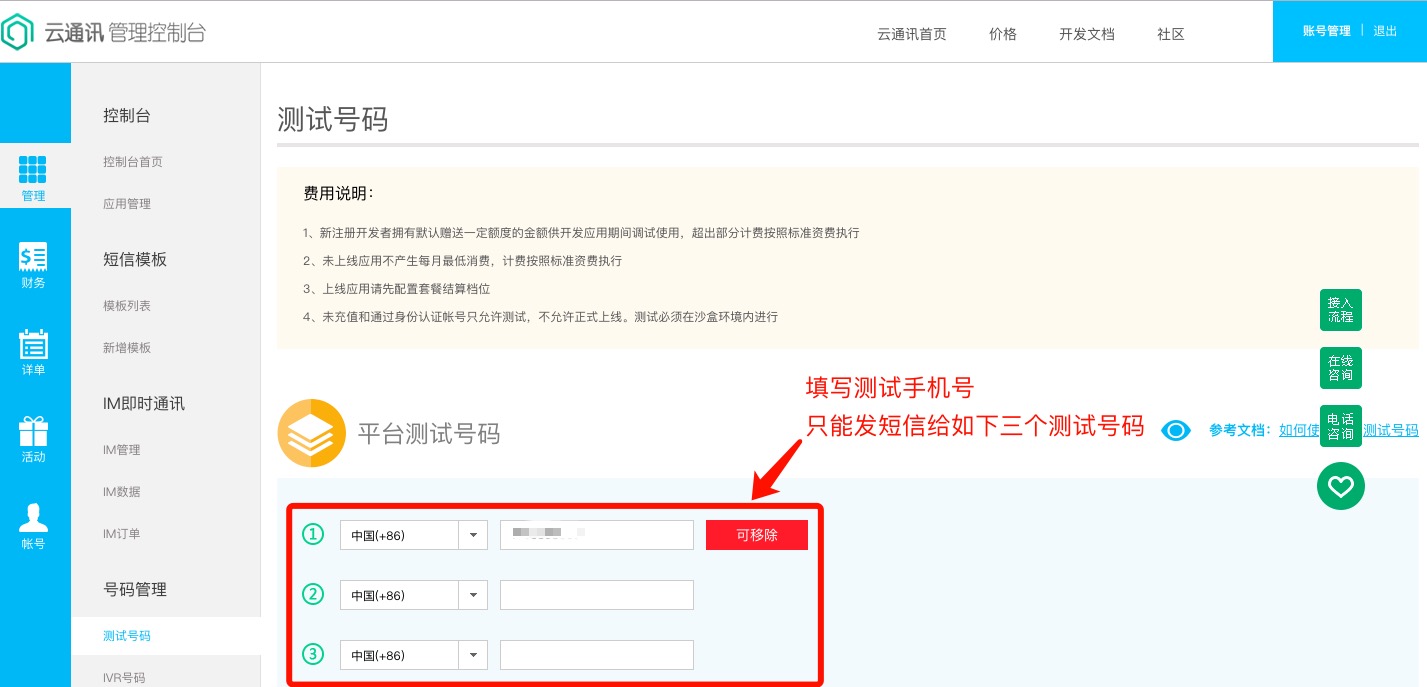 云通讯 管理控制台
云通讯首页 价格 开发文档 社区
账号管理 | 退出
管理
财务
详单
活动
帐号
控制台
控制台首页
应用管理
短信模板
模板列表
新增模板
IM即时通讯
IM管理
IM数据
IM订单
号码管理
测试号码
IVR号码
测试号码
费用说明：
1、新注册开发者拥有默认赠送一定额度的金额供开发应用期间调试使用，超出部分计费按照标准资费执行
2、未上线应用不产生每月最低消费，计费按照标准资费执行
3、上线应用请先配置套餐结算档位
4、未充值和通过身份认证帐号只允许测试，不允许正式上线。测试必须在沙盒环境内进行
接入
流程
在线
咨询
电话
咨询
平台测试号码
填写测试手机号
只能发短信给如下三个测试号码
参考文档：如何使 测试号码
1 中国(+86) 可移除
2 中国(+86)
3 中国(+86)